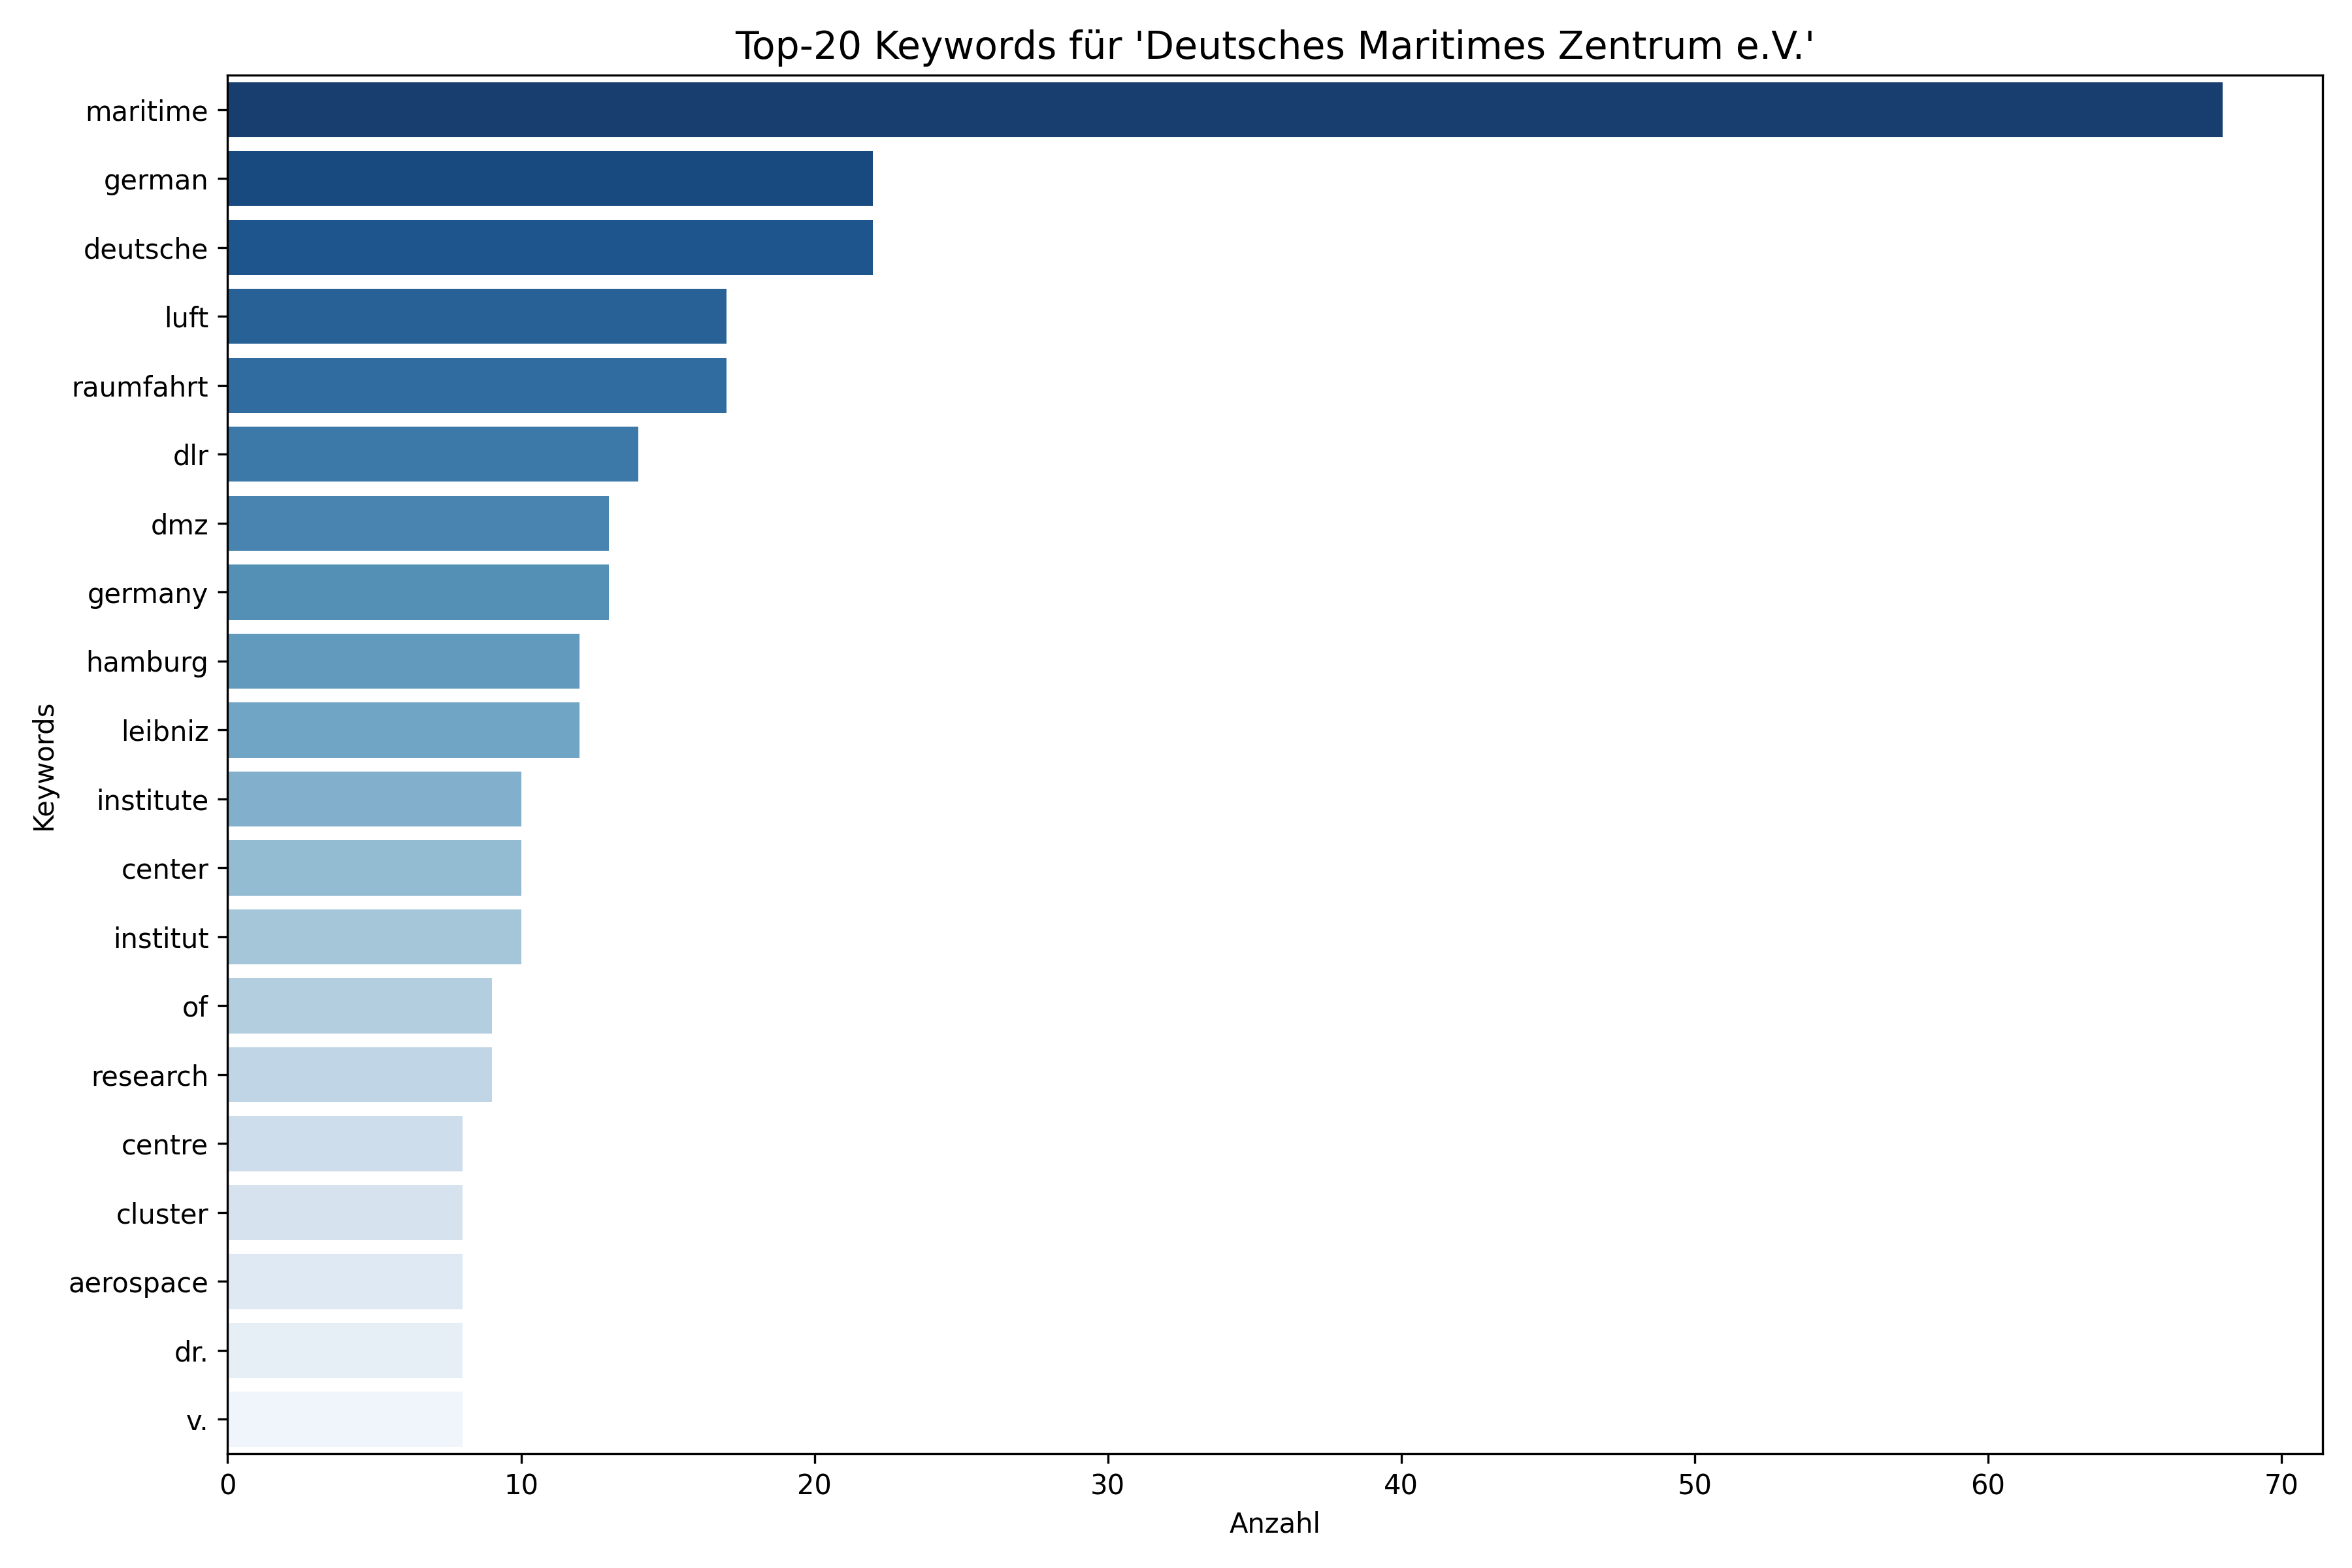 Top-20 Keywords für 'Deutsches Maritimes Zentrum e.V.'
maritime
german
deutsche
luft
raumfahrt
dlr
dmz
germany
hamburg
leibniz
institute
center
institut
of
research
centre
cluster
aerospace
dr.
v.
Keywords
0 10 20 30 40 50 60 70
Anzahl